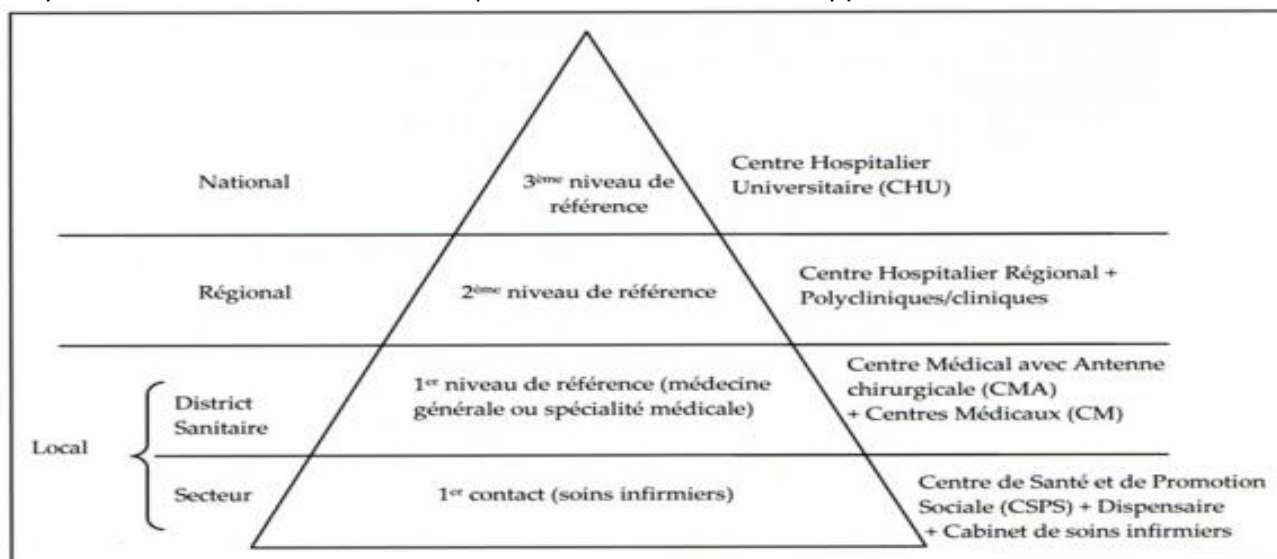 National
3ème niveau de
référence
Centre Hospitalier
Universitaire (CHU)
Régional
2ème niveau de référence
Centre Hospitalier Régional +
Polycliniques/cliniques
Local
District
Sanitaire
1er niveau de référence (médecine
générale ou spécialité médicale)
Centre Médical avec Antenne
chirurgicale (CMA)
+ Centres Médicaux (CM)
Secteur
1er contact (soins infirmiers)
Centre de Santé et de Promotion
Sociale (CSPS) + Dispensaire
+ Cabinet de soins infirmiers